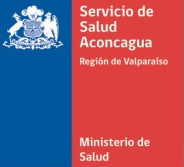 Servicio de
Salud
Aconcagua
Región de Valparaíso
Ministerio de
Salud